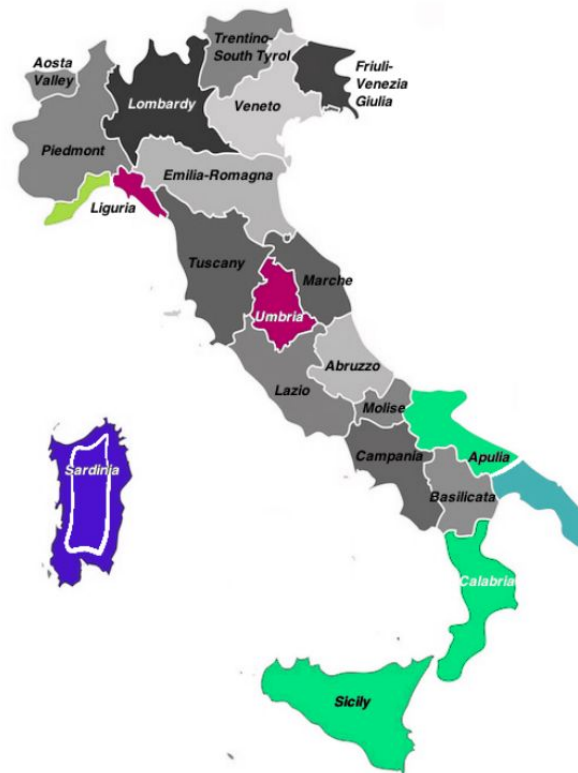 Trentino-
South Tyrol
Aosta
Valley
Friuli-
Venezia
Giulia
Lombardy
Veneto
Piedmont
Emilia-Romagna
Liguria
Tuscany
Marche
Umbria
Abruzzo
Lazio
Molise
Campania
Apulia
Sardinia
Basilicata
Calabria
Sicily